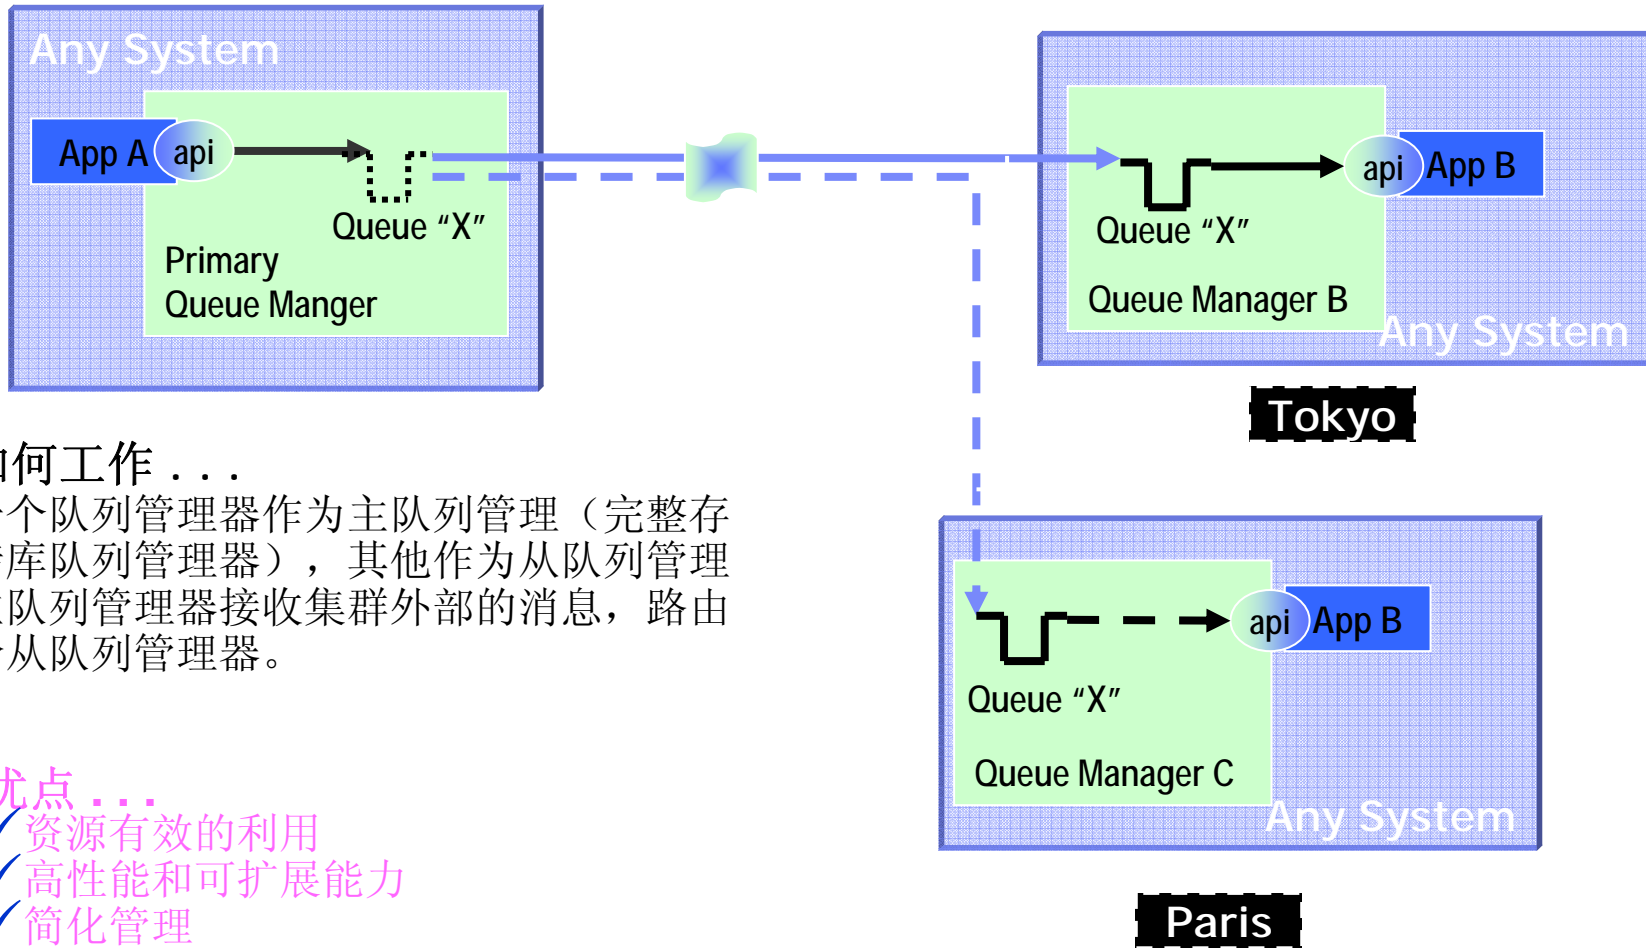 Any System
App A
api
Queue “X”
Primary
Queue Manger
Queue “X”
Queue Manager B
api
App B
Any System
Tokyo
如何工作 . . .
个队列管理器作为主队列管理（完整存
库队列管理器），其他作为从队列管理
队列管理器接收集群外部的消息，路由
从队列管理器。
Queue “X”
Queue Manager C
api
App B
Any System
Paris
优点 . . .
✓资源有效的利用
✓高性能和可扩展能力
✓简化管理